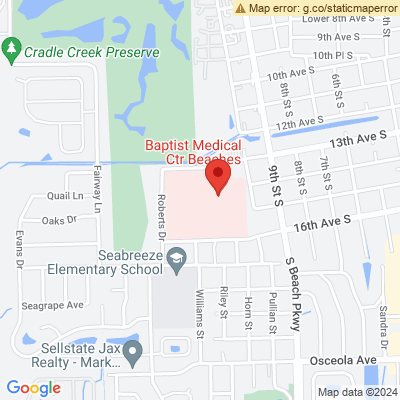 Map error: g.co/staticmaperror
Lower 8th Ave S
9th Ave S
10th Pl S
Cradle Creek Preserve
10th Ave S
8th St S
6th St S
12th Ave S
13th Ave S
Baptist Medical
Ctr Beaches
9th St S
8th St S
7th St S
Fairway Ln
Quail Ln
Roberts Dr
Oaks Dr
16th Ave S
Evans Dr
Seabreeze
Elementary School
S Beach Pkwy
Seagrape Ave
Williams St
Riley St
Horn St
Pullian St
Sandra Dr
Sellstate Jax
Realty - Mark...
Osceola Ave
Google
Map data ©2024